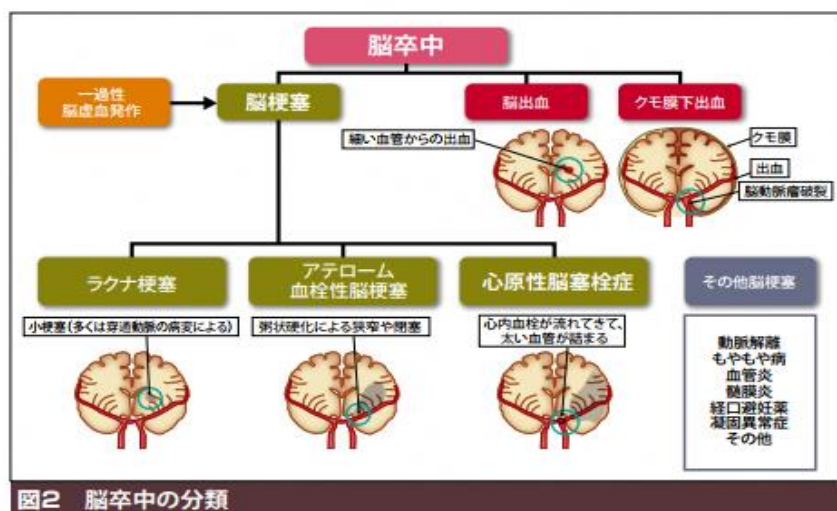 脳卒中
一過性
脳虚血発作
脳梗塞
脳出血
クモ膜下出血
細い血管からの出血
クモ膜
出血
脳動脈瘤破裂
ラクナ梗塞
アテローム
血栓性脳梗塞
心原性脳塞栓症
その他脳梗塞
小梗塞(多くは穿通動脈の病変による)
粥状硬化による狭窄や閉塞
心内血栓が流れてきて、
太い血管が詰まる
動脈解離
もやもや病
血管炎
髄膜炎
経口避妊薬
凝固異常症
その他
図2 脳卒中の分類